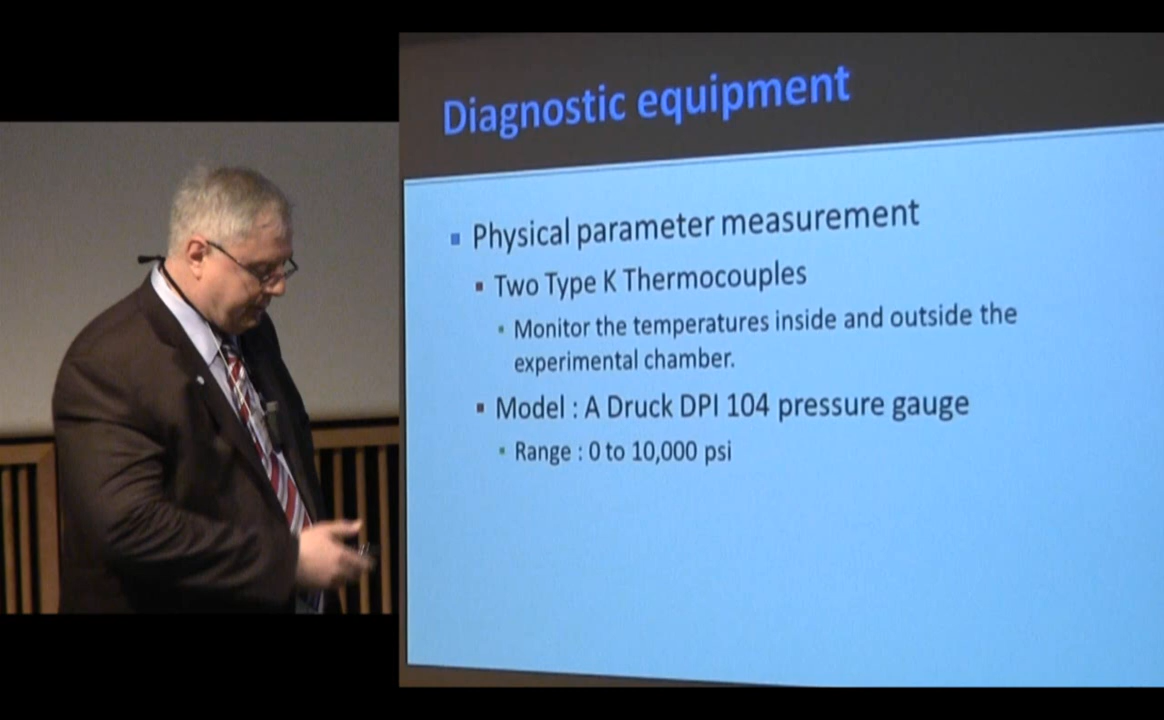 Diagnostic equipment
Physical parameter measurement
Two Type K Thermocouples
Monitor the temperatures inside and outside the
experimental chamber.
Model : A Druck DPI 104 pressure gauge
Range : 0 to 10,000 psi